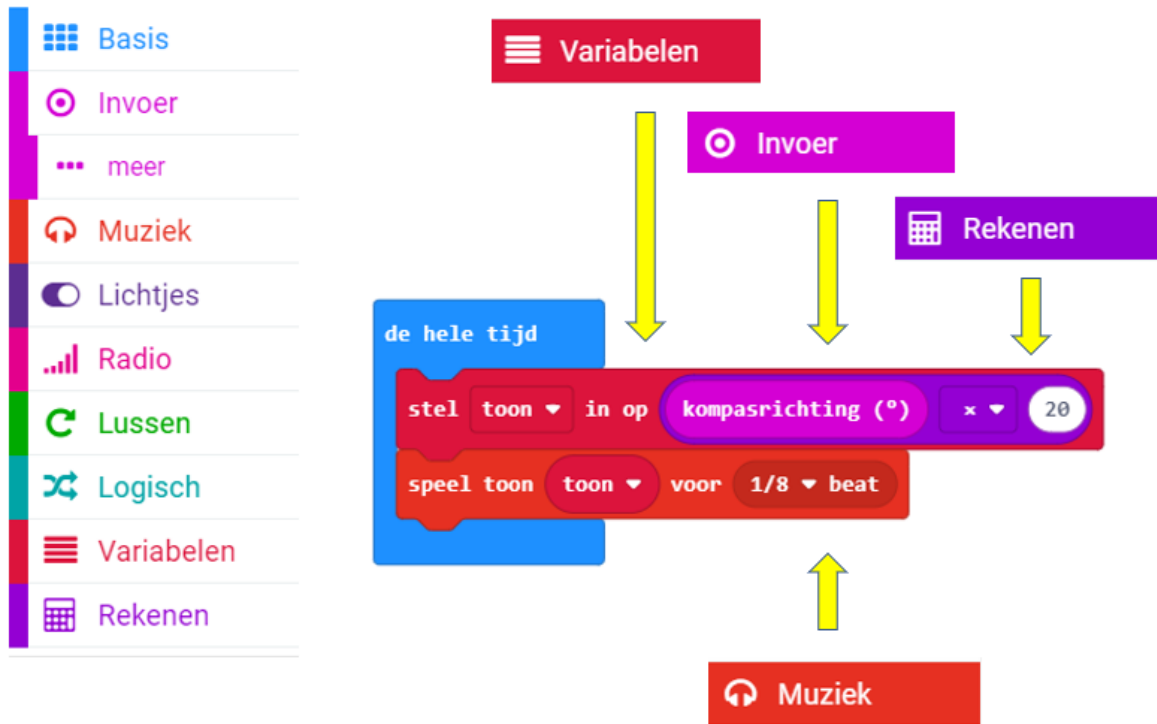 Basis
Invoer
meer
Muziek
Lichtjes
Radio
Lussen
Logisch
Variabelen
Rekenen
Variabelen
Invoer
Rekenen
de hele tijd
stel toon in op kompasrichting (°) × 20
speel toon toon voor 1/8 beat
Muziek